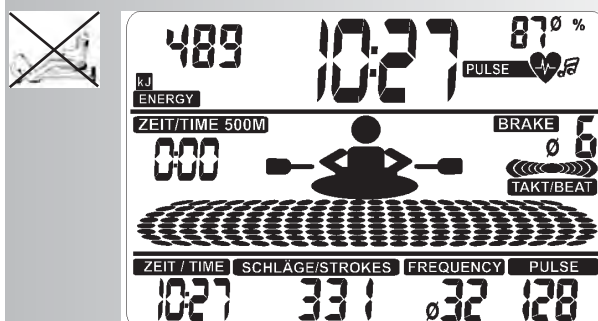 489 10:27 87Ø %
PULSE
kJ
ENERGY
ZEIT/TIME 500M BRAKE
0:00 Ø 6
TAKT/BEAT
ZEIT / TIME SCHLÄGE/STROKES FREQUENCY PULSE
10:27 331 Ø32 128